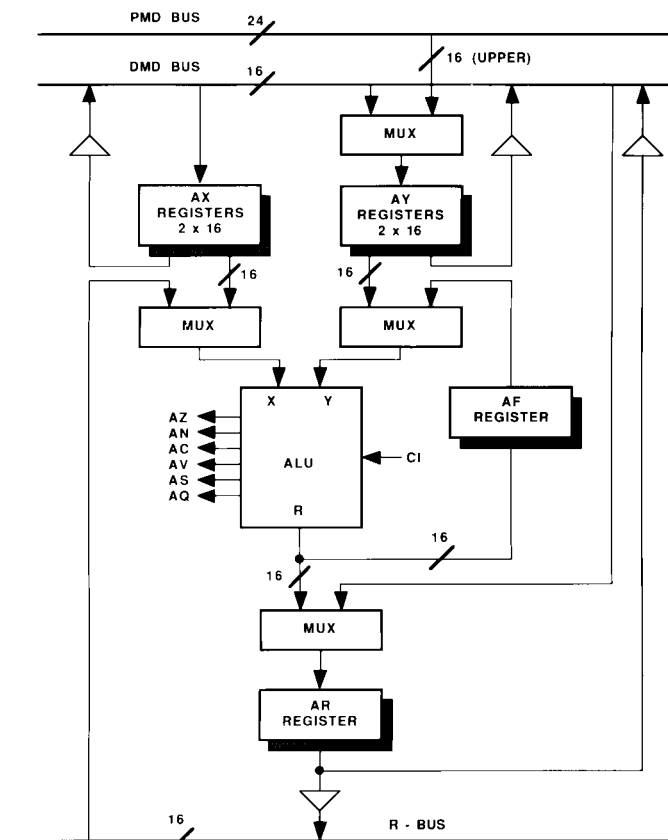 PMD BUS
24
16 (UPPER)
DMD BUS
16
MUX
AX
REGISTERS
2 x 16
AY
REGISTERS
2 x 16
16
16
MUX
MUX
X
Y
AF
REGISTER
AZ
AN
AC
AV
AS
AQ
ALU
CI
R
16
16
MUX
AR
REGISTER
16
R - BUS